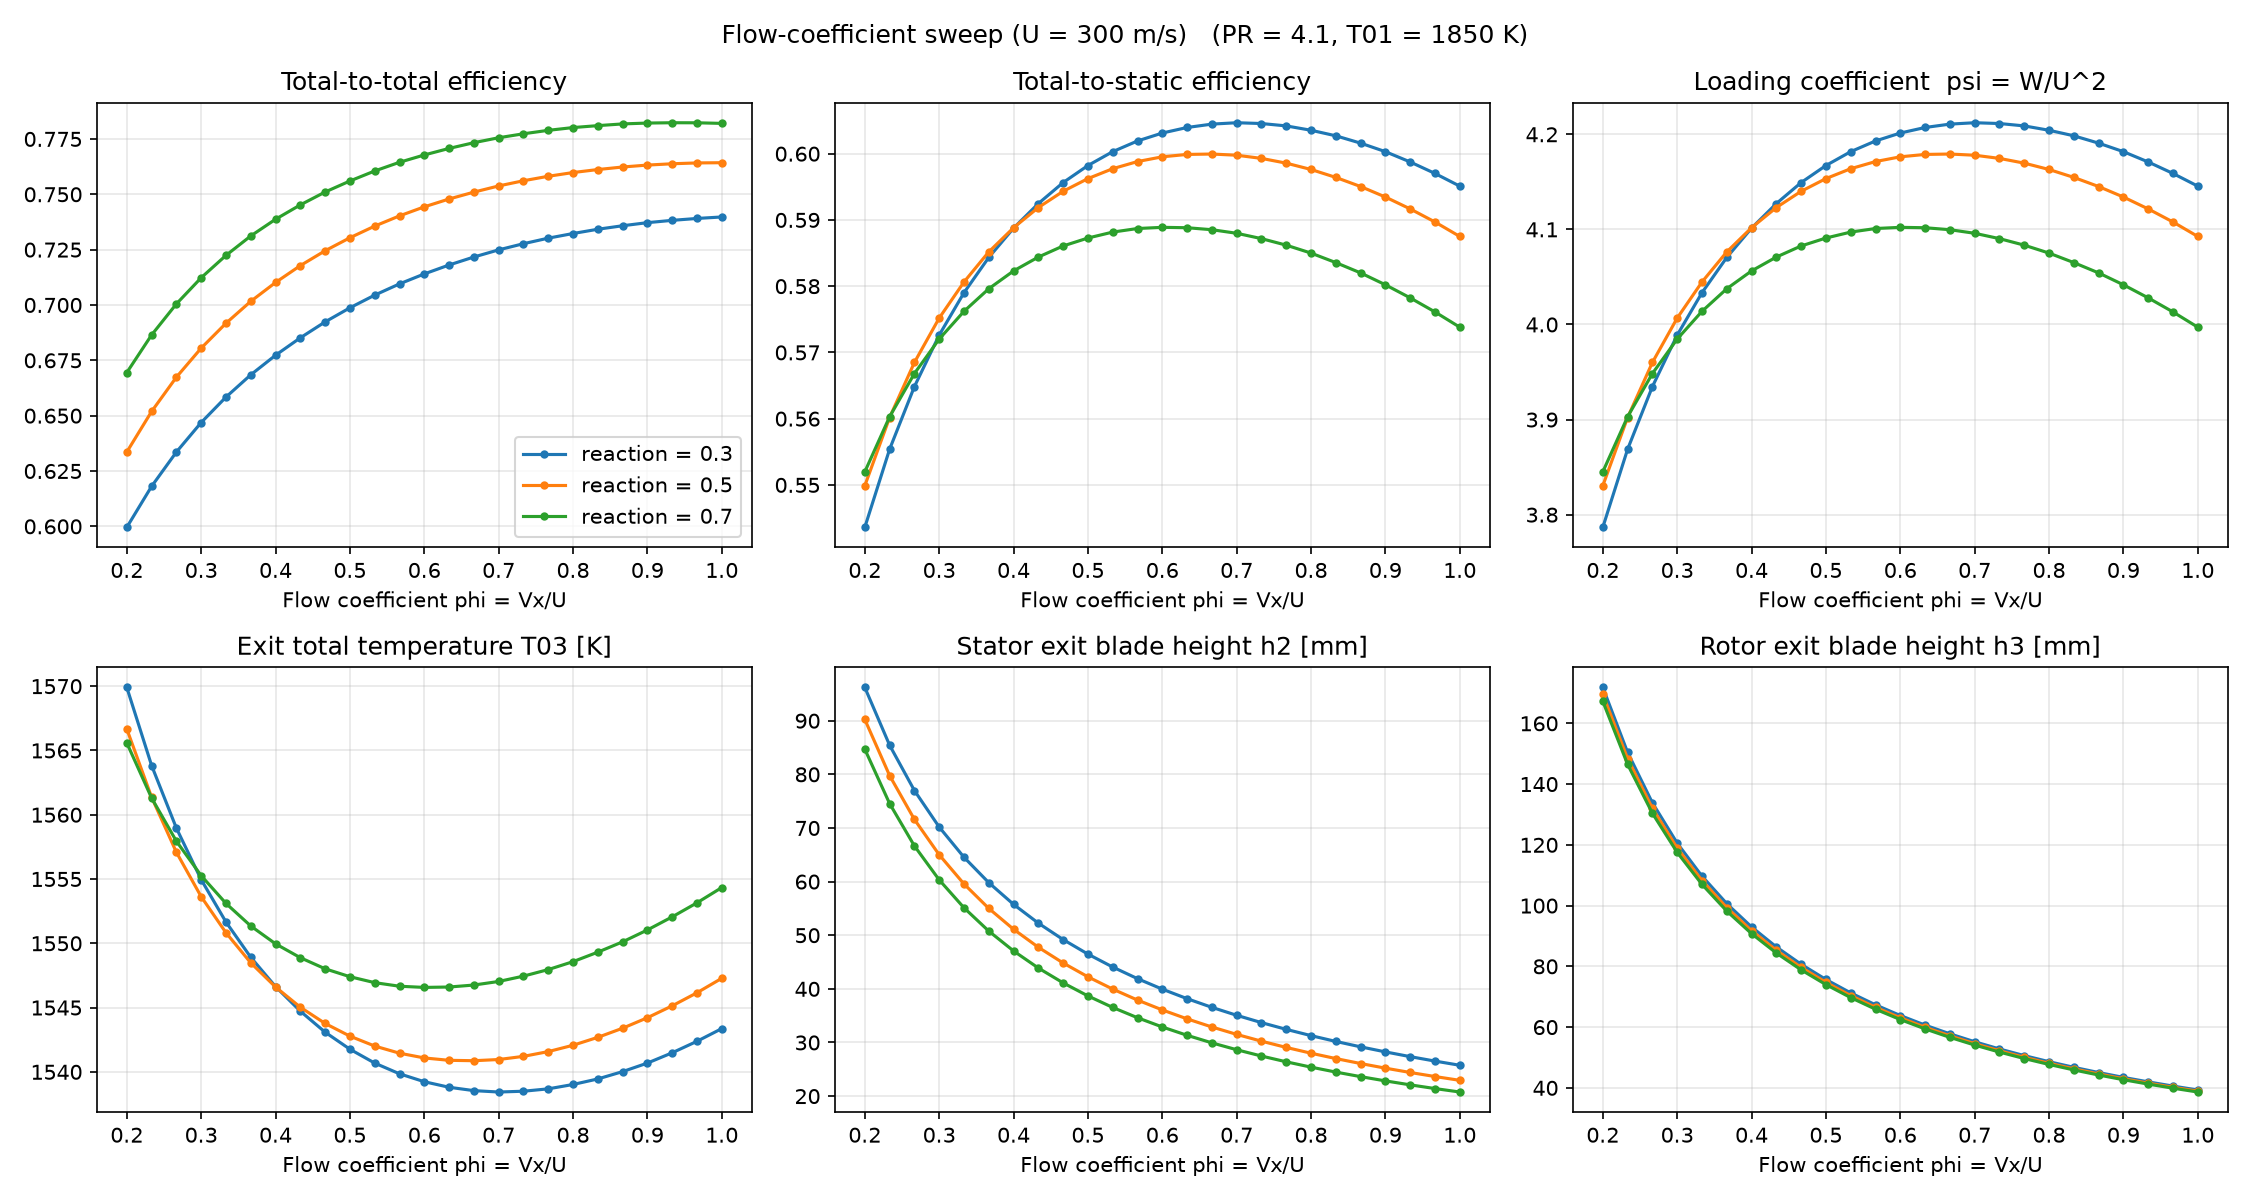 Flow-coefficient sweep (U = 300 m/s)   (PR = 4.1, T01 = 1850 K)
Total-to-total efficiency
0.775
0.750
0.725
0.700
0.675
0.650
0.625
0.600
reaction = 0.3
reaction = 0.5
reaction = 0.7
0.2 0.3 0.4 0.5 0.6 0.7 0.8 0.9 1.0
Flow coefficient phi = Vx/U
Total-to-static efficiency
0.60
0.59
0.58
0.57
0.56
0.55
0.2 0.3 0.4 0.5 0.6 0.7 0.8 0.9 1.0
Flow coefficient phi = Vx/U
Loading coefficient  psi = W/U^2
4.2
4.1
4.0
3.9
3.8
0.2 0.3 0.4 0.5 0.6 0.7 0.8 0.9 1.0
Flow coefficient phi = Vx/U
Exit total temperature T03 [K]
1570
1565
1560
1555
1550
1545
1540
0.2 0.3 0.4 0.5 0.6 0.7 0.8 0.9 1.0
Flow coefficient phi = Vx/U
Stator exit blade height h2 [mm]
90
80
70
60
50
40
30
20
0.2 0.3 0.4 0.5 0.6 0.7 0.8 0.9 1.0
Flow coefficient phi = Vx/U
Rotor exit blade height h3 [mm]
160
140
120
100
80
60
40
0.2 0.3 0.4 0.5 0.6 0.7 0.8 0.9 1.0
Flow coefficient phi = Vx/U